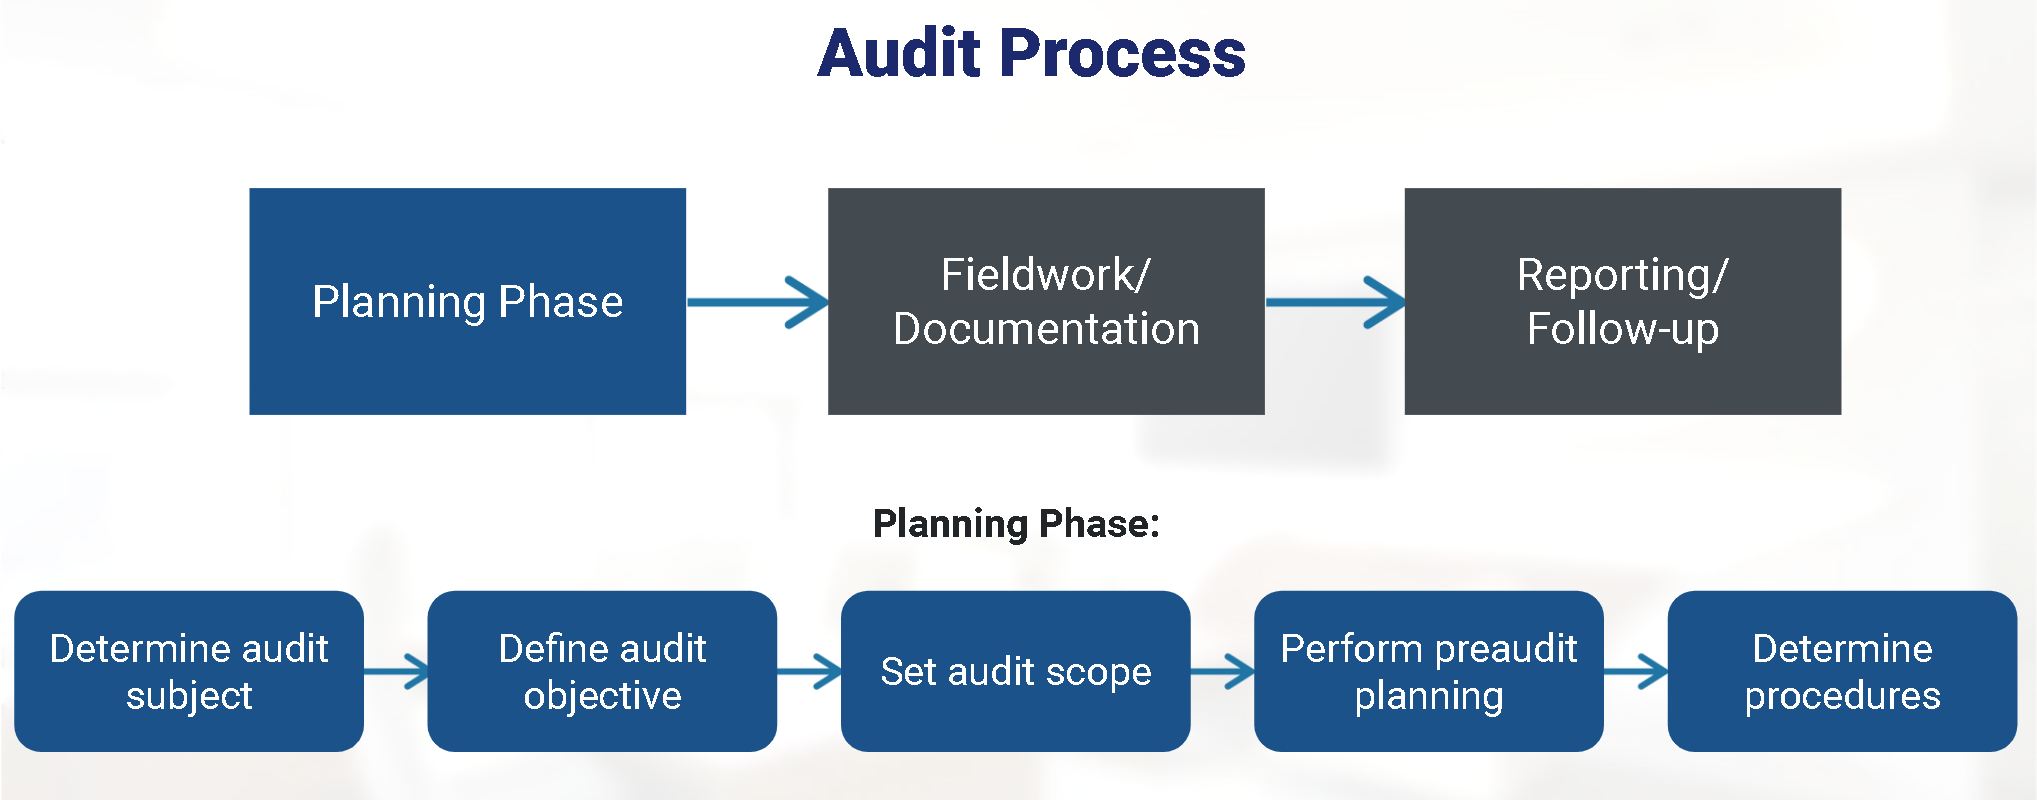 Audit Process
Planning Phase
Fieldwork/
Documentation
Reporting/
Follow-up
Planning Phase:
Determine audit
subject
Define audit
objective
Set audit scope
Perform preaudit
planning
Determine
procedures